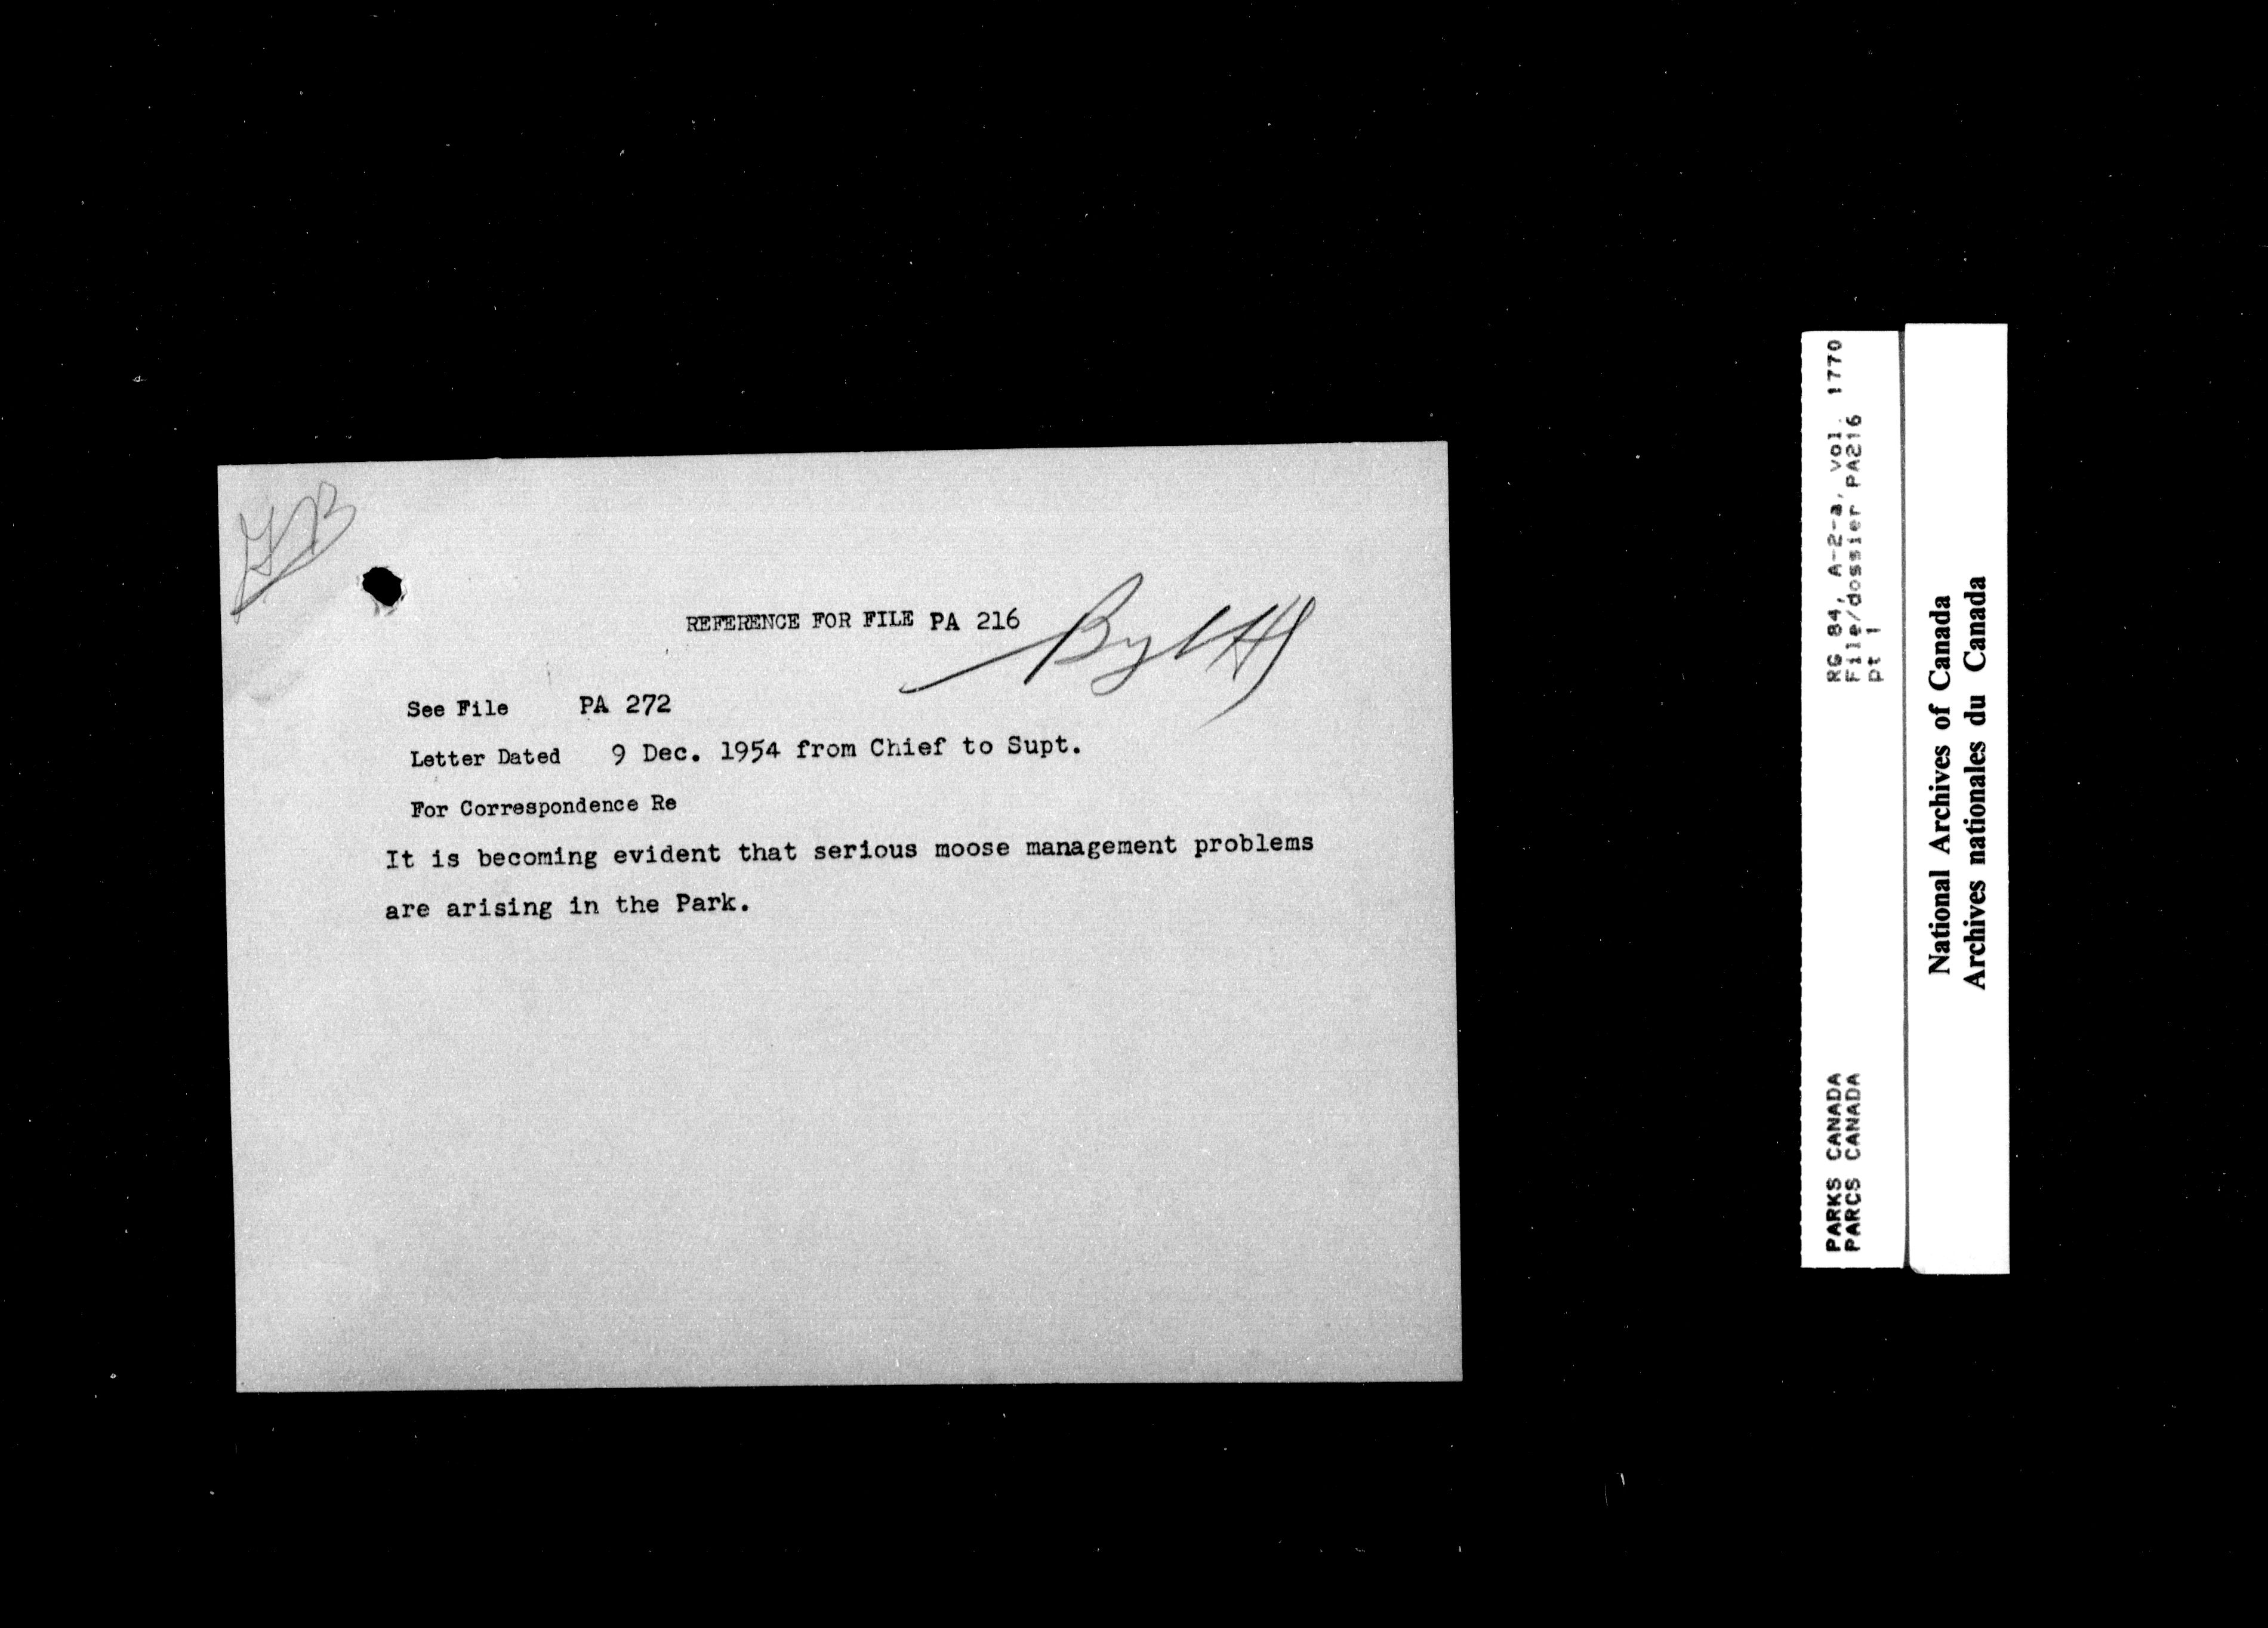 REFERENCE FOR FILE PA 216
See File PA 272
Letter Dated 9 Dec. 1954 from Chief to Supt.
For Correspondence Re
It is becoming evident that serious moose management problems
are arising in the Park.
RG 84, A-2-a, vol. 1770
File/dossier PA216
pt 1
PARKS CANADA
PARCS CANADA
National Archives of Canada
Archives nationales du Canada